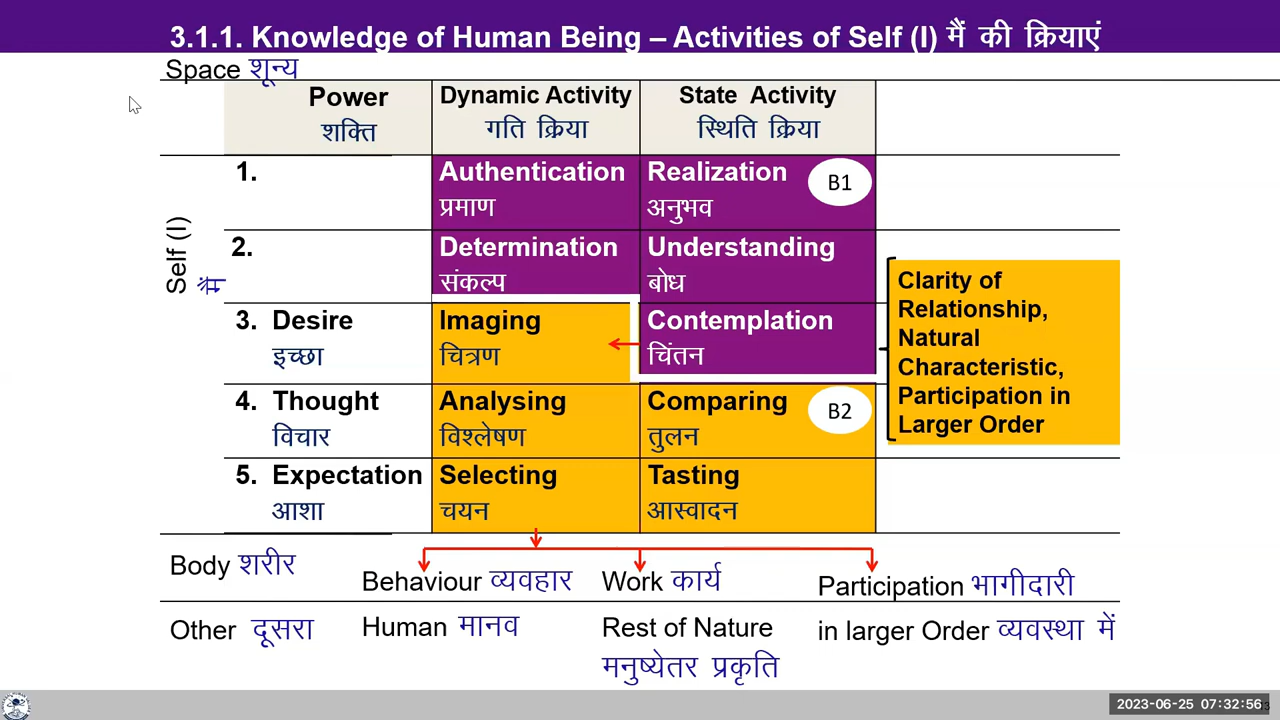 3.1.1. Knowledge of Human Being – Activities of Self (I) मैं की क्रियाएं
Space शून्य
Power
शक्ति
Dynamic Activity
गति क्रिया
State Activity
स्थिति क्रिया
Self (I)
मैं
1.
Authentication
प्रमाण
Realization
अनुभव
B1
2.
Determination
संकल्प
Understanding
बोध
3. Desire
इच्छा
Imaging
चित्रण
Contemplation
चिंतन
4. Thought
विचार
Analysing
विश्लेषण
Comparing
तुलन
B2
5. Expectation
आशा
Selecting
चयन
Tasting
आस्वादन
Clarity of
Relationship,
Natural
Characteristic,
Participation in
Larger Order
Body शरीर
Behaviour व्यवहार
Work कार्य
Participation भागीदारी
Other दूसरा
Human मानव
Rest of Nature
मनुष्येतर प्रकृति
in larger Order व्यवस्था में
2023-06-25 07:32:56